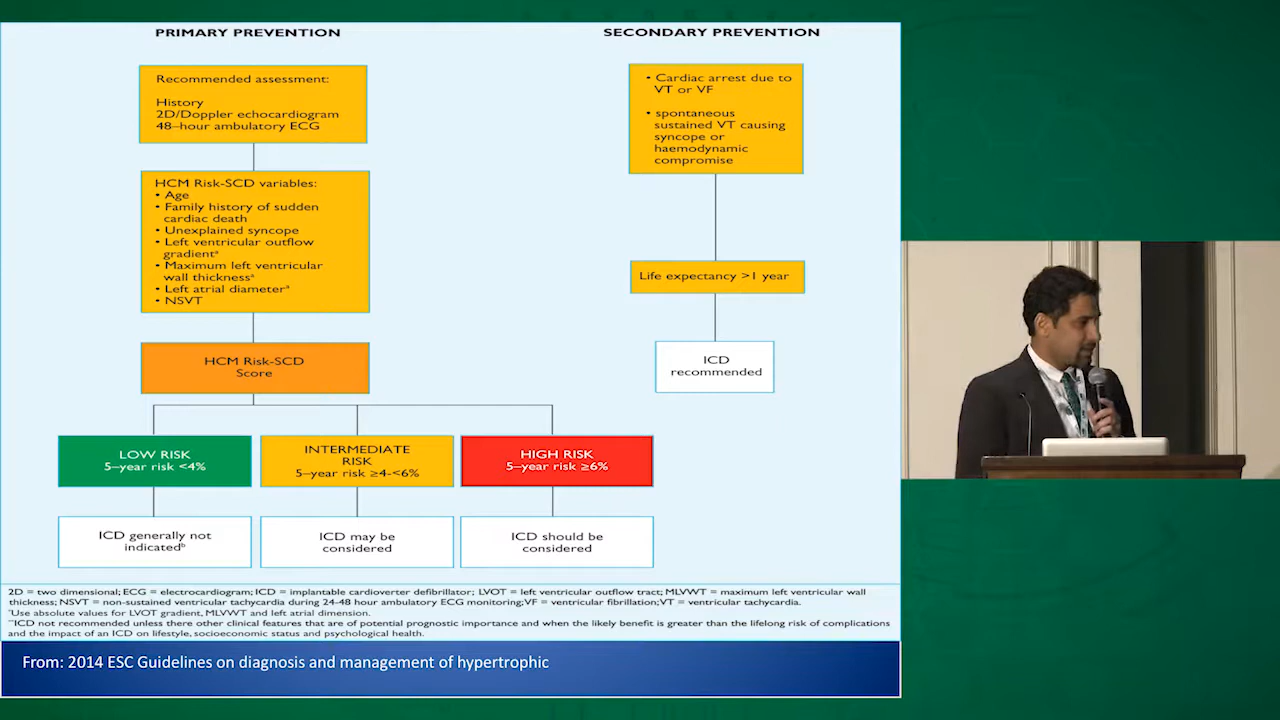 PRIMARY PREVENTION
Recommended assessment:
History
2D/Doppler echocardiogram
48–hour ambulatory ECG
HCM Risk-SCD variables:
• Age
• Family history of sudden
cardiac death
• Unexplained syncope
• Left ventricular outflow
gradientᵃ
• Maximum left ventricular
wall thicknessᵃ
• Left atrial diameterᵃ
• NSVT
HCM Risk-SCD
Score
LOW RISK
5–year risk <4%
INTERMEDIATE
RISK
5–year risk ≥4-<6%
HIGH RISK
5–year risk ≥6%
ICD generally not
indicatedᵇ
ICD may be
considered
ICD should be
considered
SECONDARY PREVENTION
• Cardiac arrest due to
VT or VF
• spontaneous
sustained VT causing
syncope or
haemodynamic
compromise
Life expectancy >1 year
ICD
recommended
2D = two dimensional; ECG = electrocardiogram; ICD = implantable cardioverter defibrillator; LVOT = left ventricular outflow tract; MLVWT = maximum left ventricular wall
thickness; NSVT = non-sustained ventricular tachycardia during 24-48 hour ambulatory ECG monitoring; VF = ventricular fibrillation; VT = ventricular tachycardia.
*Use absolute values for LVOT gradient, MLVWT and left atrial dimension.
**ICD not recommended unless there other clinical features that are of potential prognostic importance and when the likely benefit is greater than the lifelong risk of complications
and the impact of an ICD on lifestyle, socioeconomic status and psychological health.
From: 2014 ESC Guidelines on diagnosis and management of hypertrophic